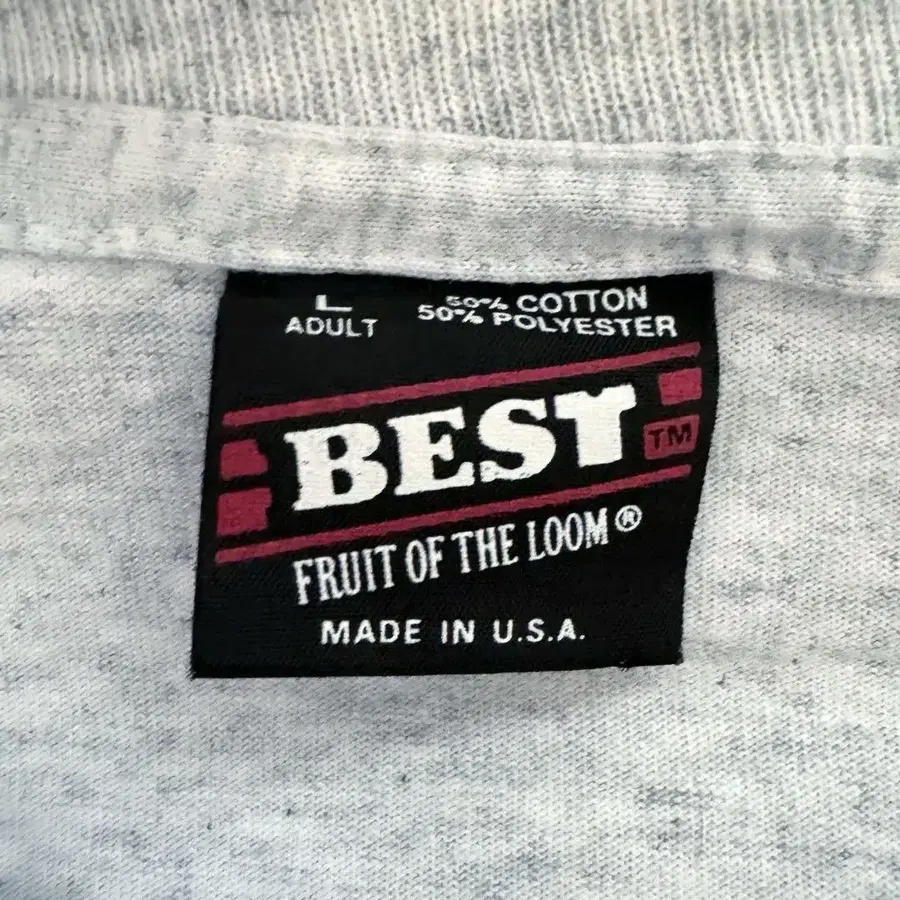 L
ADULT
50% COTTON
50% POLYESTER
BEST
TM
FRUIT OF THE LOOM®
MADE IN U.S.A.